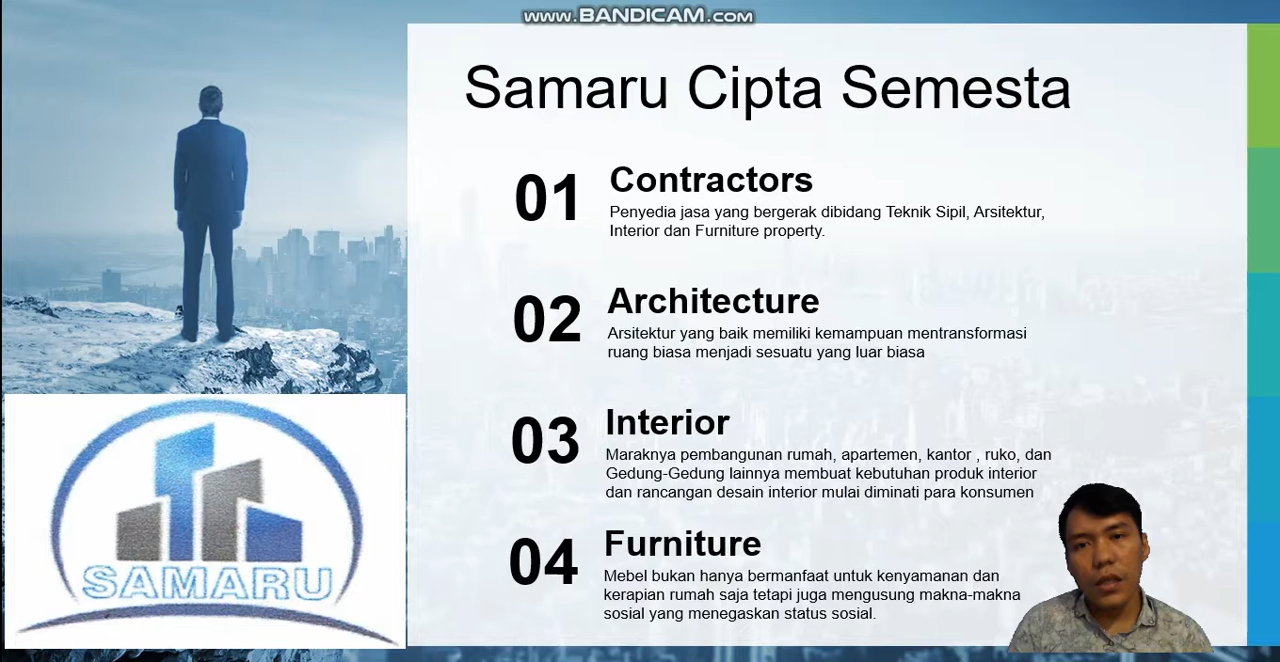 www.BANDICAM.com
Samaru Cipta Semesta
01
Contractors
Penyedia jasa yang bergerak dibidang Teknik Sipil, Arsitektur,
Interior dan Furniture property.
02
Architecture
Arsitektur yang baik memiliki kemampuan mentransformasi
ruang biasa menjadi sesuatu yang luar biasa
03
Interior
Maraknya pembangunan rumah, apartemen, kantor , ruko, dan
Gedung-Gedung lainnya membuat kebutuhan produk interior
dan rancangan desain interior mulai diminati para konsumen
04
Furniture
Mebel bukan hanya bermanfaat untuk kenyamanan dan
kerapian rumah saja tetapi juga mengusung makna-makna
sosial yang menegaskan status sosial.
SAMARU